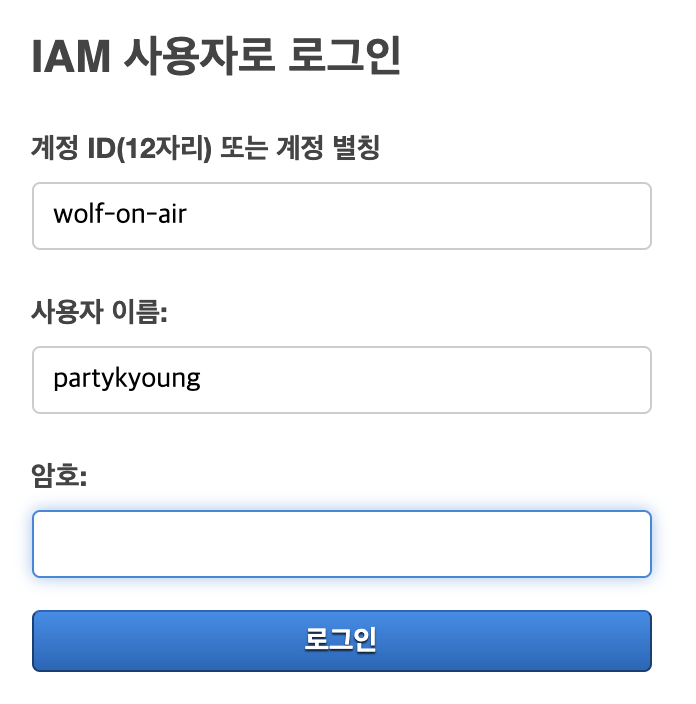 IAM 사용자로 로그인
계정 ID(12자리) 또는 계정 별칭
wolf-on-air
사용자 이름:
partykyoung
암호:
로그인